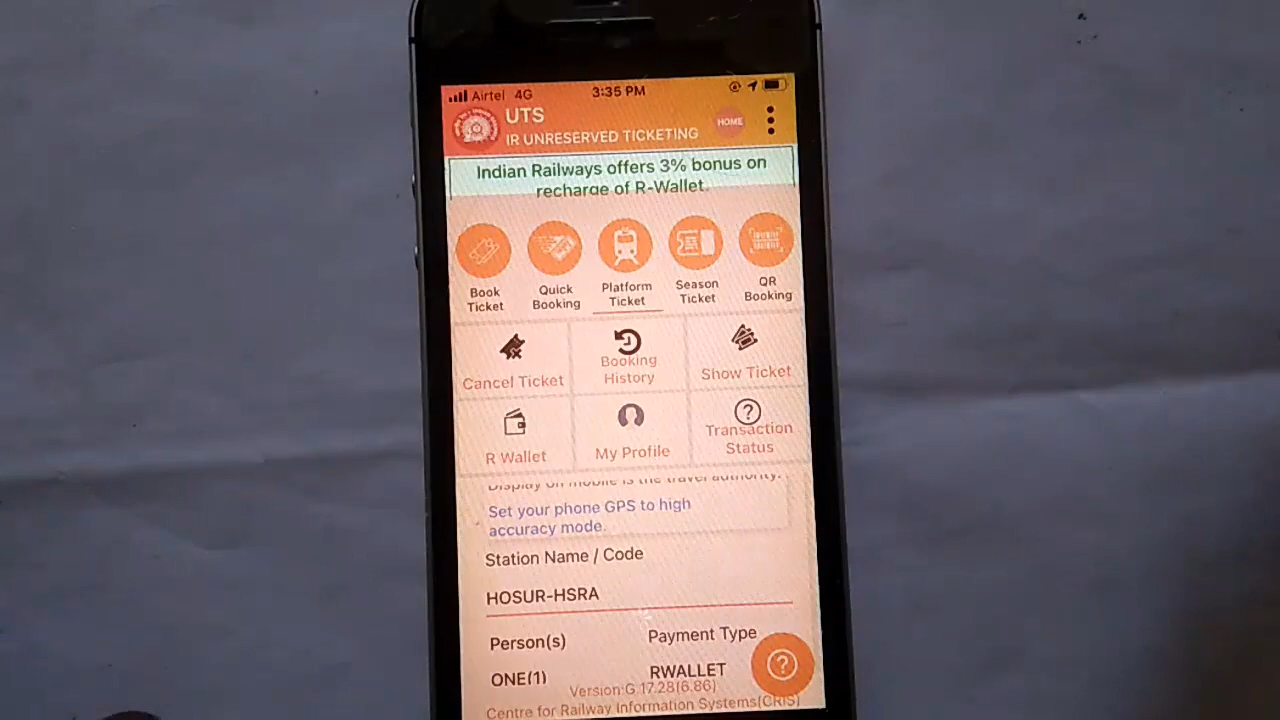 Airtel 4G 3:35 PM
UTS
IR UNRESERVED TICKETING
HOME
Indian Railways offers 3% bonus on
recharge of R-Wallet.
Book
Ticket
Quick
Booking
Platform
Ticket
Season
Ticket
QR
Booking
Cancel Ticket
Booking
History
Show Ticket
R Wallet
My Profile
Transaction
Status
Display on mobile is the travel authority.
Set your phone GPS to high
accuracy mode.
Station Name / Code
HOSUR-HSRA
Person(s) Payment Type
ONE(1) RWALLET
Version:G 17.28(6.86)
Centre for Railway Information Systems(CRIS)